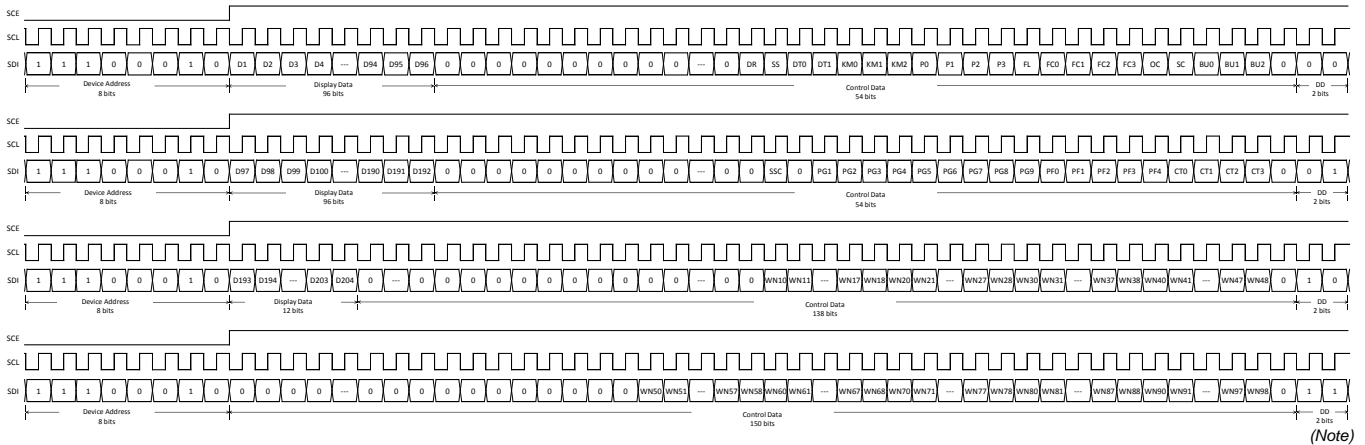 SCE
SCL
SDI 1 1 1 0 0 0 1 0 D1 D2 D3 D4 --- D94 D95 D96 0 0 0 0 0 0 0 0 0 0 --- 0 DR SS DT0 DT1 KM0 KM1 KM2 P0 P1 P2 P3 FL FC0 FC1 FC2 FC3 OC SC BU0 BU1 BU2 0 0 0
Device Address Display Data Control Data DD
8 bits 96 bits 54 bits 2 bits
SCE
SCL
SDI 1 1 1 0 0 0 1 0 D97 D98 D99 D100 --- D190 D191 D192 0 0 0 0 0 0 0 0 0 0 --- 0 0 SSC 0 PG1 PG2 PG3 PG4 PG5 PG6 PG7 PG8 PG9 PF0 PF1 PF2 PF3 PF4 CT0 CT1 CT2 CT3 0 0 1
Device Address Display Data Control Data DD
8 bits 96 bits 54 bits 2 bits
SCE
SCL
SDI 1 1 1 0 0 0 1 0 D193 D194 --- D203 D204 0 --- 0 0 0 0 0 0 0 0 0 0 0 --- 0 0 WN10 WN11 --- WN17 WN18 WN20 WN21 --- WN27 WN28 WN30 WN31 --- WN37 WN38 WN40 WN41 --- WN47 WN48 0 1 0
Device Address Display Data Control Data DD
8 bits 12 bits 138 bits 2 bits
SCE
SCL
SDI 1 1 1 0 0 0 1 0 0 0 0 0 --- 0 0 0 0 0 0 0 0 0 0 0 WN50 WN51 --- WN57 WN58 WN60 WN61 --- WN67 WN68 WN70 WN71 --- WN77 WN78 WN80 WN81 --- WN87 WN88 WN90 WN91 --- WN97 WN98 0 1 1
Device Address Control Data DD
8 bits 150 bits 2 bits
(Note)